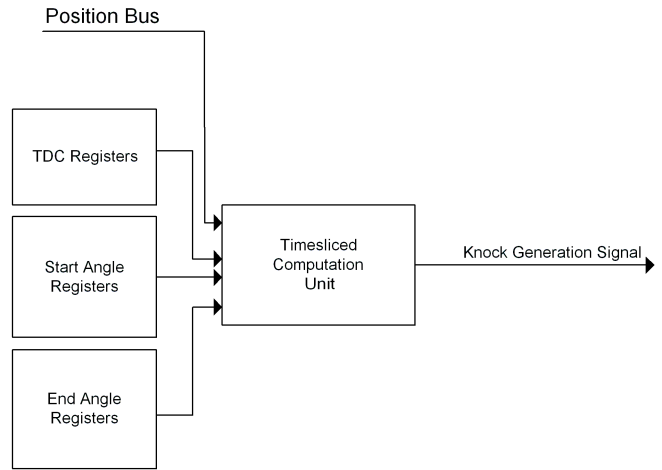 Position Bus
TDC Registers
Start Angle
Registers
End Angle
Registers
Timesliced
Computation
Unit
Knock Generation Signal